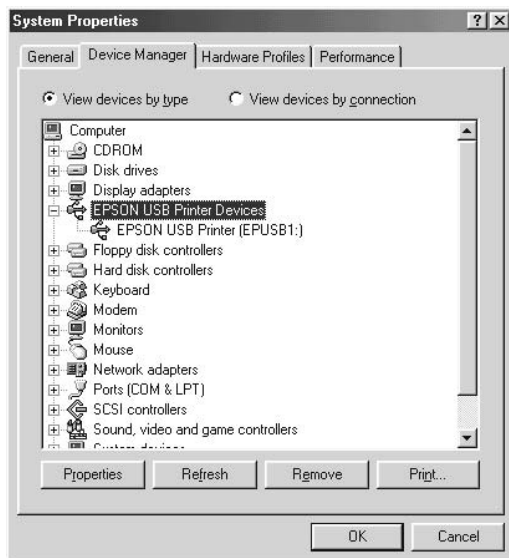 System Properties
General Device Manager Hardware Profiles Performance
View devices by type View devices by connection
Computer
CDROM
Disk drives
Display adapters
EPSON USB Printer Devices
EPSON USB Printer (EPUSB1:)
Floppy disk controllers
Hard disk controllers
Keyboard
Modem
Monitors
Mouse
Network adapters
Ports (COM & LPT)
SCSI controllers
Sound, video and game controllers
Properties Refresh Remove Print...
OK Cancel